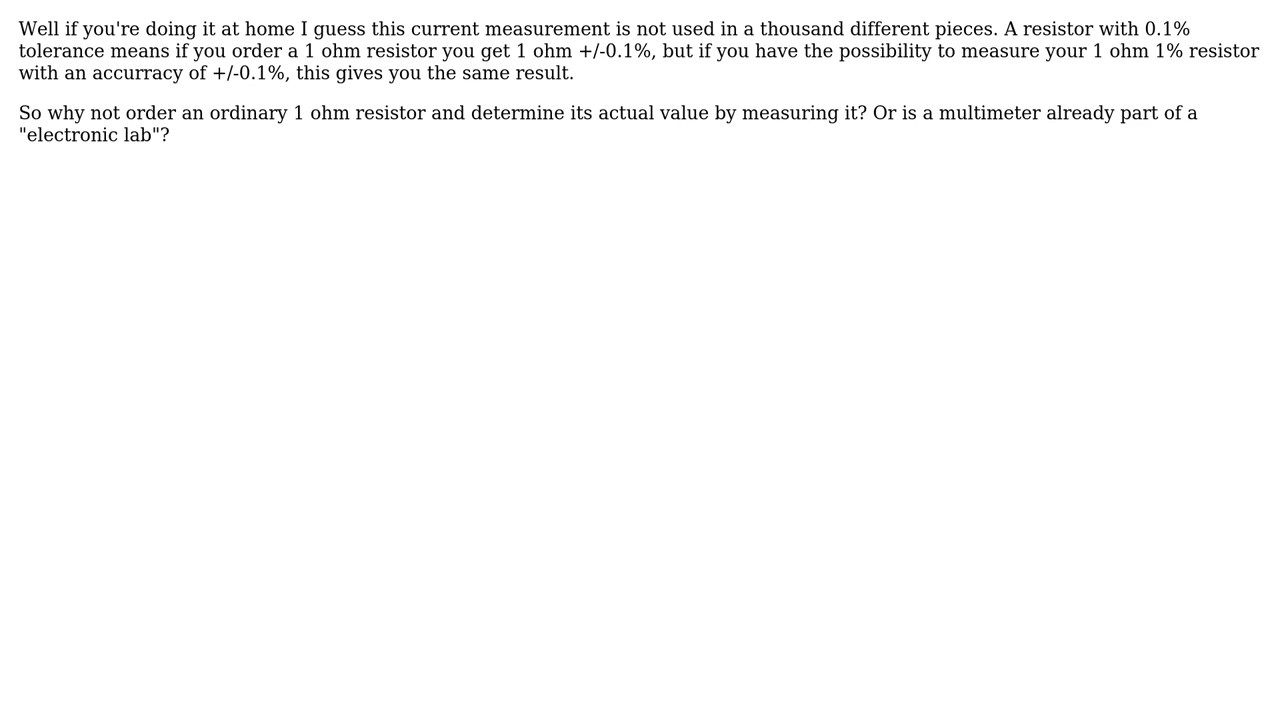 Well if you're doing it at home I guess this current measurement is not used in a thousand different pieces. A resistor with 0.1%
tolerance means if you order a 1 ohm resistor you get 1 ohm +/-0.1%, but if you have the possibility to measure your 1 ohm 1% resistor
with an accurracy of +/-0.1%, this gives you the same result.
So why not order an ordinary 1 ohm resistor and determine its actual value by measuring it? Or is a multimeter already part of a
"electronic lab"?